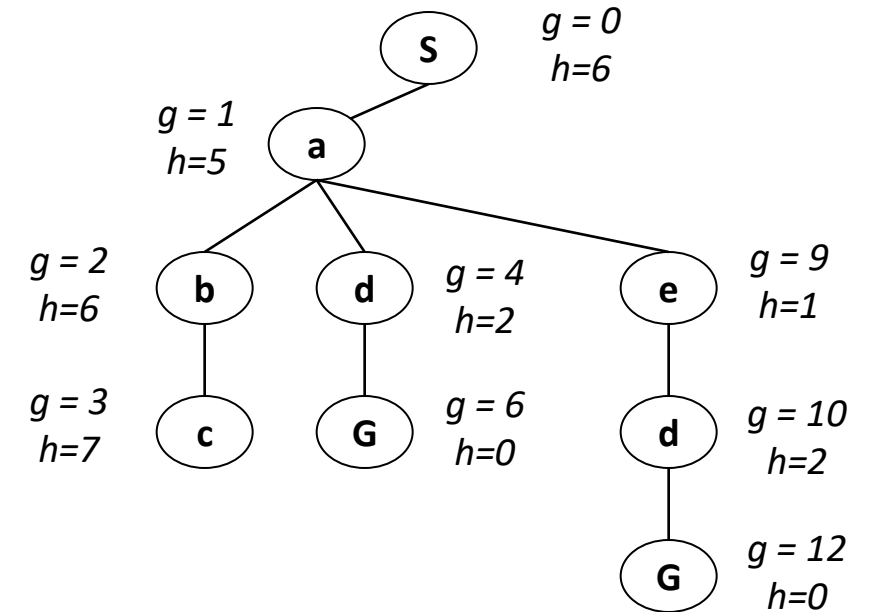 S
g = 0
h=6
g = 1
h=5
a
g = 2
h=6
b
d
g = 4
h=2
e
g = 9
h=1
g = 3
h=7
c
G
g = 6
h=0
d
g = 10
h=2
G
g = 12
h=0